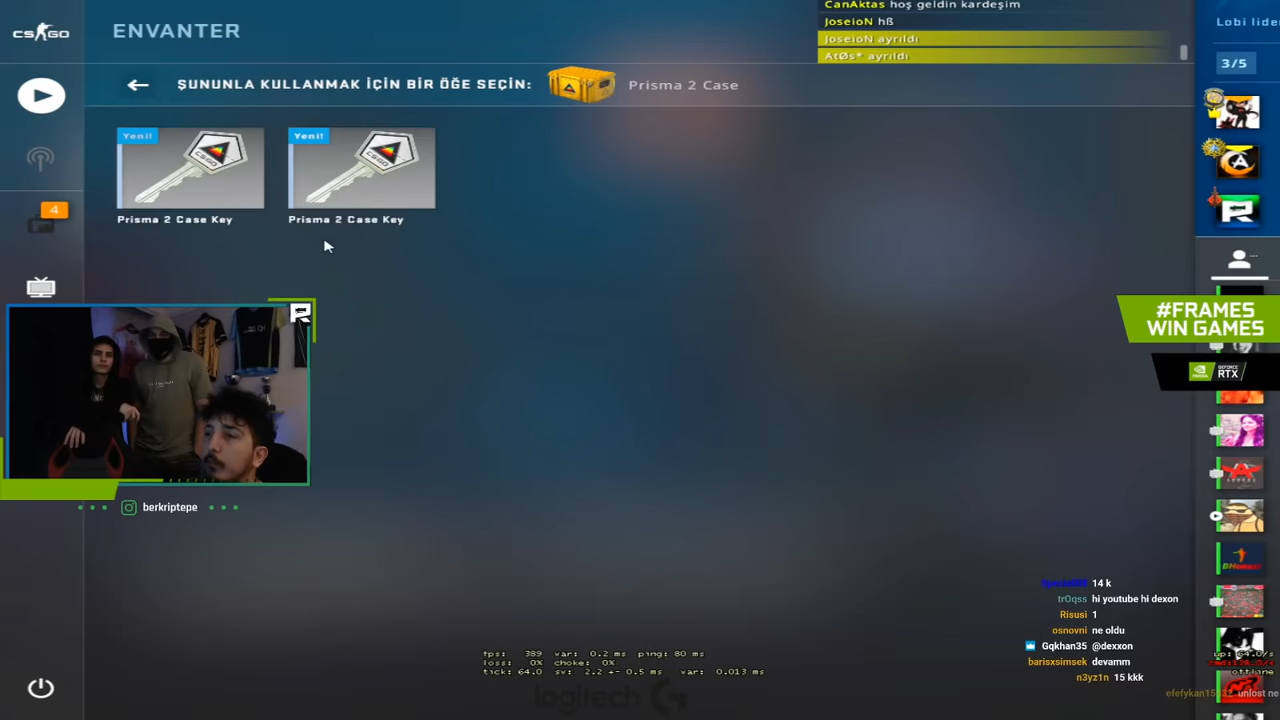 CS:GO
ENVANTER
CanAktas hoş geldin kardeşim
JoseioN hß
JoseioN ayrıldı
AtØs* ayrıldı
Lobi lider
3/5
ŞUNUNLA KULLANMAK İÇİN BİR ÖĞE SEÇİN:
Prisma 2 Case
Yeni!
Yeni!
Prisma 2 Case Key
Prisma 2 Case Key
4
#FRAMES
WIN GAMES
GEFORCE
RTX
berkriptepe
14 k
trOqss hi youtube hi dexon
Risusi 1
osnovni ne oldu
Gqkhan35 @dexxon
barisxsimsek devamm
n3yz1n 15 kkk
unlost ne
fps: 389 var: 0.2 ms ping: 80 ms
loss: 0% choke: 0%
tick: 64.0 sv: 2.2 +- 0.5 ms var: 0.013 ms
offline